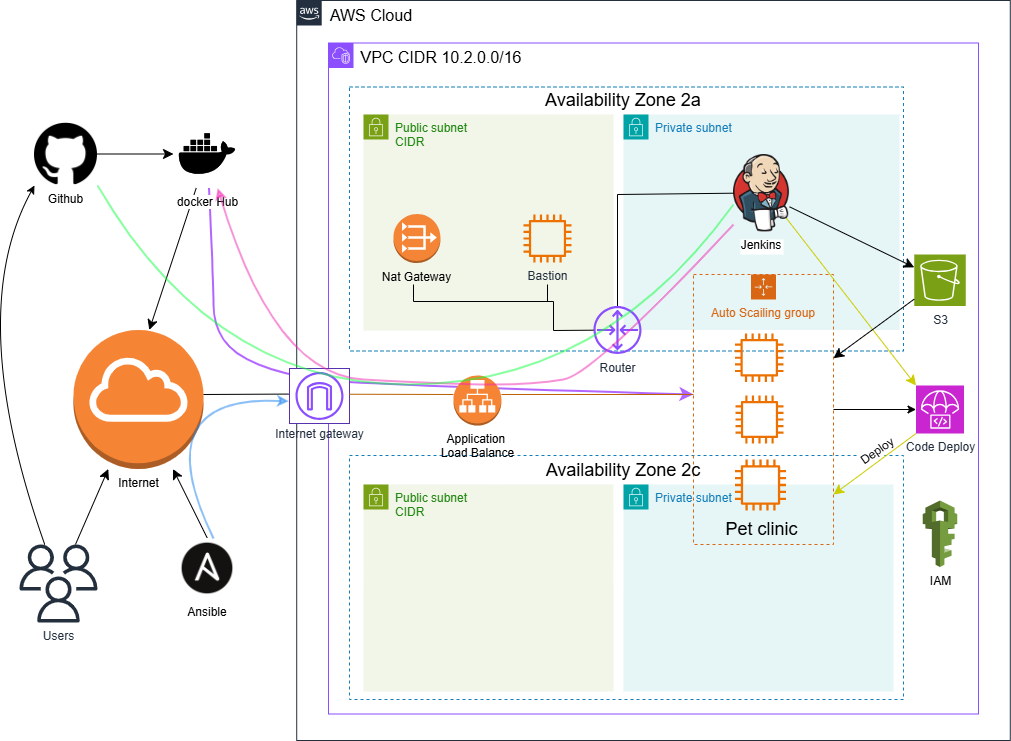 aws
AWS Cloud
VPC CIDR 10.2.0.0/16
Availability Zone 2a
Public subnet
CIDR
Private subnet
Github
docker Hub
Jenkins
Nat Gateway
Bastion
Auto Scailing group
S3
Router
Internet gateway
Application
Load Balance
Code Deploy
Deploy
Internet
Availability Zone 2c
Public subnet
CIDR
Private subnet
Pet clinic
IAM
Ansible
Users